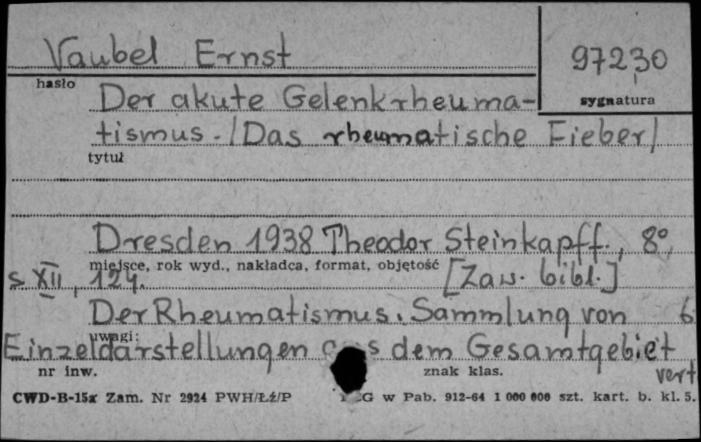 Vaubel Ernst
97230
hasło
Der akute Gelenkrheuma-
sygnatura
tismus. /Das rheumatische Fieber/
tytuł
Dresden 1938 Theodor Steinkapff., 8°,
miejsce, rok wyd., nakładca, format, objętość
s XII, 124. [Zaw. bibl.]
Der Rheumatismus. Sammlung von 6
uwagi:
Einzeldarstellungen aus dem Gesamtgebiet
nr inw. znak klas. vert
CWD-B-15a Zam. Nr 2924 PWH/Łź/P G w Pab. 912-64 1 000 000 szt. kart. b. kl. 5.